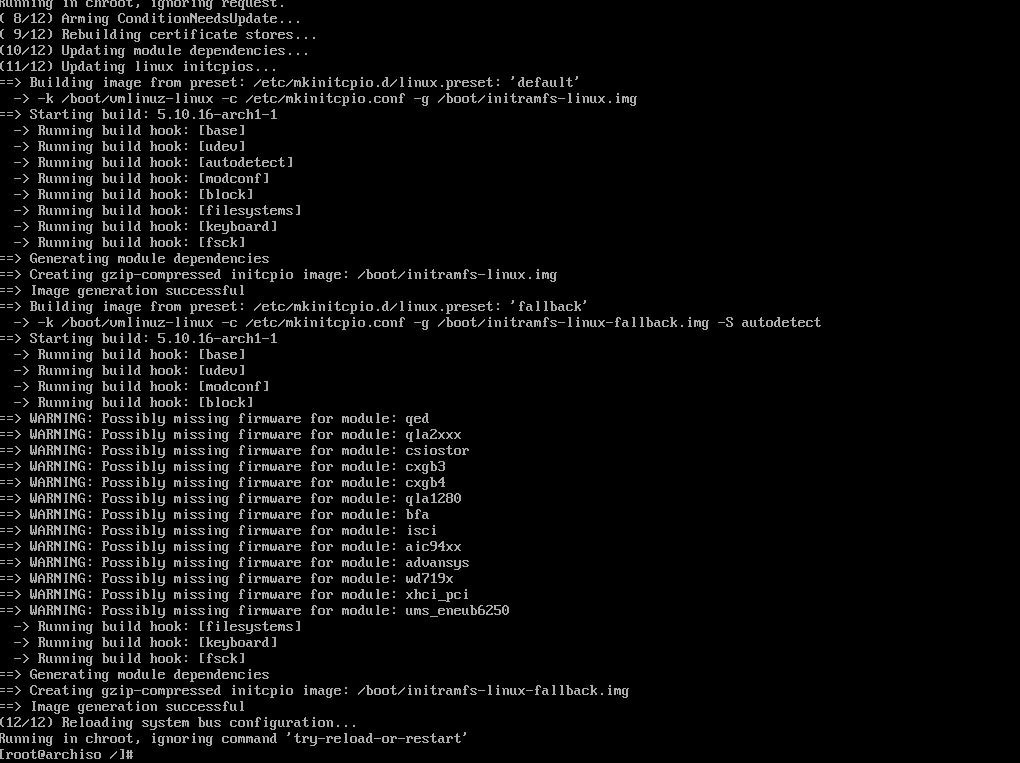 Running in chroot, ignoring request.
( 8/12) Arming ConditionNeedsUpdate...
( 9/12) Rebuilding certificate stores...
(10/12) Updating module dependencies...
(11/12) Updating linux initcpios...
==> Building image from preset: /etc/mkinitcpio.d/linux.preset: 'default'
  -> -k /boot/vmlinuz-linux -c /etc/mkinitcpio.conf -g /boot/initramfs-linux.img
==> Starting build: 5.10.16-arch1-1
  -> Running build hook: [base]
  -> Running build hook: [udev]
  -> Running build hook: [autodetect]
  -> Running build hook: [modconf]
  -> Running build hook: [block]
  -> Running build hook: [filesystems]
  -> Running build hook: [keyboard]
  -> Running build hook: [fsck]
==> Generating module dependencies
==> Creating gzip-compressed initcpio image: /boot/initramfs-linux.img
==> Image generation successful
==> Building image from preset: /etc/mkinitcpio.d/linux.preset: 'fallback'
  -> -k /boot/vmlinuz-linux -c /etc/mkinitcpio.conf -g /boot/initramfs-linux-fallback.img -S autodetect
==> Starting build: 5.10.16-arch1-1
  -> Running build hook: [base]
  -> Running build hook: [udev]
  -> Running build hook: [modconf]
  -> Running build hook: [block]
==> WARNING: Possibly missing firmware for module: qed
==> WARNING: Possibly missing firmware for module: qla2xxx
==> WARNING: Possibly missing firmware for module: csiostor
==> WARNING: Possibly missing firmware for module: cxgb3
==> WARNING: Possibly missing firmware for module: cxgb4
==> WARNING: Possibly missing firmware for module: qla1280
==> WARNING: Possibly missing firmware for module: bfa
==> WARNING: Possibly missing firmware for module: isci
==> WARNING: Possibly missing firmware for module: aic94xx
==> WARNING: Possibly missing firmware for module: advansys
==> WARNING: Possibly missing firmware for module: wd719x
==> WARNING: Possibly missing firmware for module: xhci_pci
==> WARNING: Possibly missing firmware for module: ums_eneub6250
  -> Running build hook: [filesystems]
  -> Running build hook: [keyboard]
  -> Running build hook: [fsck]
==> Generating module dependencies
==> Creating gzip-compressed initcpio image: /boot/initramfs-linux-fallback.img
==> Image generation successful
(12/12) Reloading system bus configuration...
Running in chroot, ignoring command 'try-reload-or-restart'
[root@archiso /]#